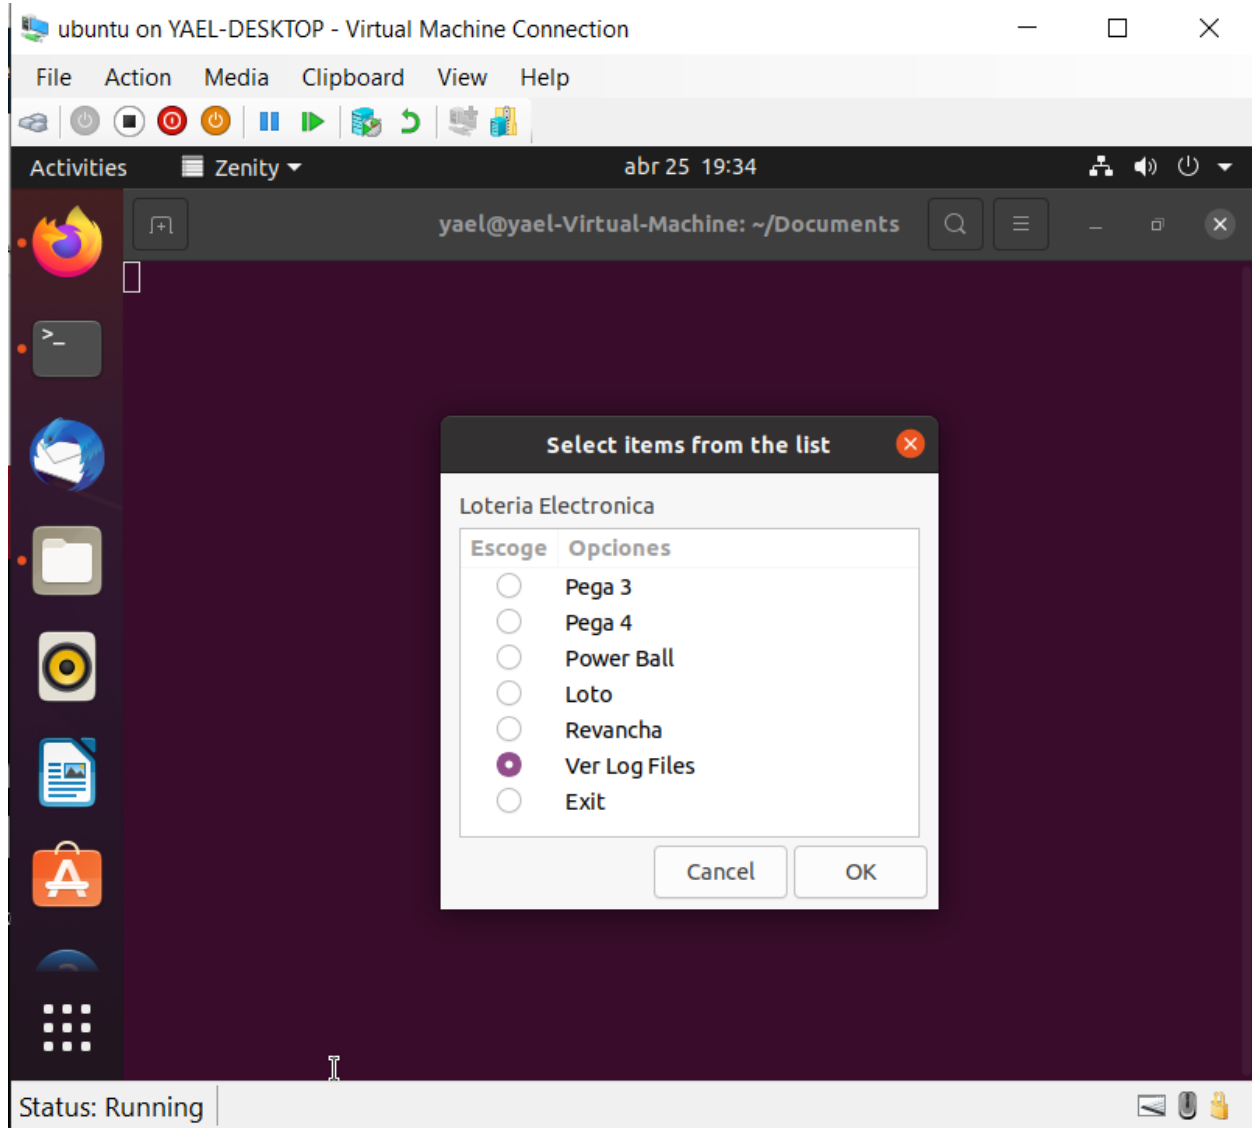 ubuntu on YAEL-DESKTOP - Virtual Machine Connection
File Action Media Clipboard View Help
Activities Zenity abr 25 19:34
yael@yael-Virtual-Machine: ~/Documents
>_
Select items from the list
Loteria Electronica
Escoge Opciones
Pega 3
Pega 4
Power Ball
Loto
Revancha
Ver Log Files
Exit
Cancel OK
Status: Running